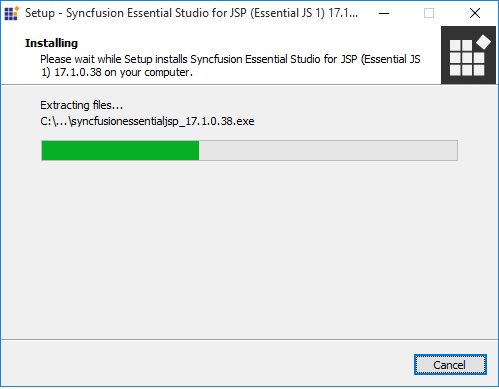 Setup - Syncfusion Essential Studio for JSP (Essential JS 1) 17.1...
Installing
Please wait while Setup installs Syncfusion Essential Studio for JSP (Essential JS
1) 17.1.0.38 on your computer.
Extracting files...
C:\...\syncfusionessentialjsp_17.1.0.38.exe
Cancel